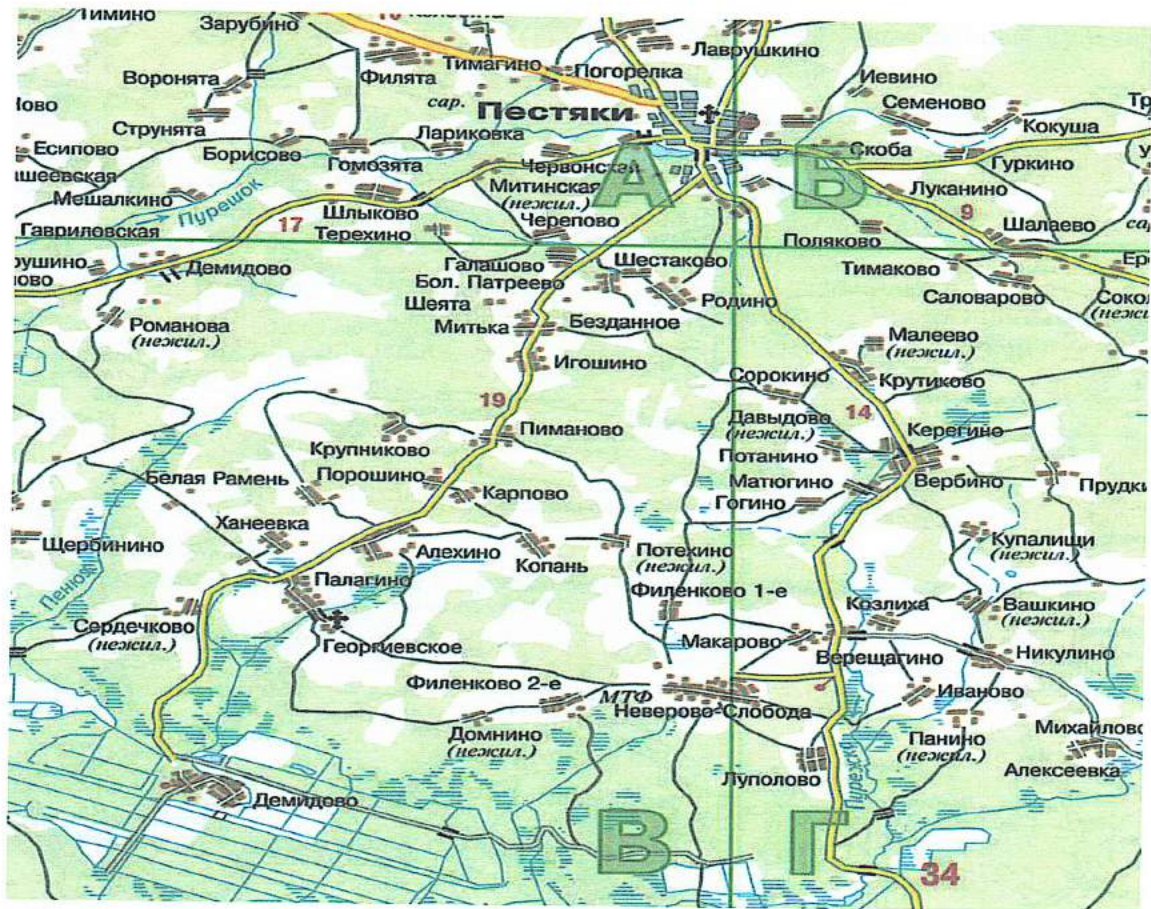 Тимино
Зарубино
Лаврушкино
Воронята
Филята
Тимагино
Погорелка
Иевино
сар.
Пестяки
Семеново
Струнята
Лариковка
Кокуша
Есипово
Борисово
Гомозята
Червонская
А
Б
Скоба
Гуркино
Мешалкино
Пурешок
Митинская
(нежил.)
Луканино
9
Гавриловская
17
Шлыково
Терехино
Черепово
Поляково
Шалаево
Демидово
Галашово
Шестаково
Тимаково
Бол. Патреево
Родино
Саловарово
Шеята
Романова
(нежил.)
Митька
Безданное
Малеево
(нежил.)
Игошино
Сорокино
Крутиково
19
Давыдово
(нежил.)
14
Пиманово
Керегино
Крупниково
Потанино
Белая Рамень
Порошино
Карпово
Матюгино
Вербино
Прудки
Гогино
Ханеевка
Щербинино
Алехино
Копань
Потехино
(нежил.)
Купалищи
(нежил.)
Пенюх
Палагино
Филенково 1-е
Козлиха
Вашкино
(нежил.)
Сердечково
(нежил.)
Георгиевское
Макарово
Верещагино
Никулино
Филенково 2-е
МТФ
Неверово-Слобода
Иваново
Домнино
(нежил.)
Панино
(нежил.)
Михайлово
Луполово
Алексеевка
Демидово
В
Г
34